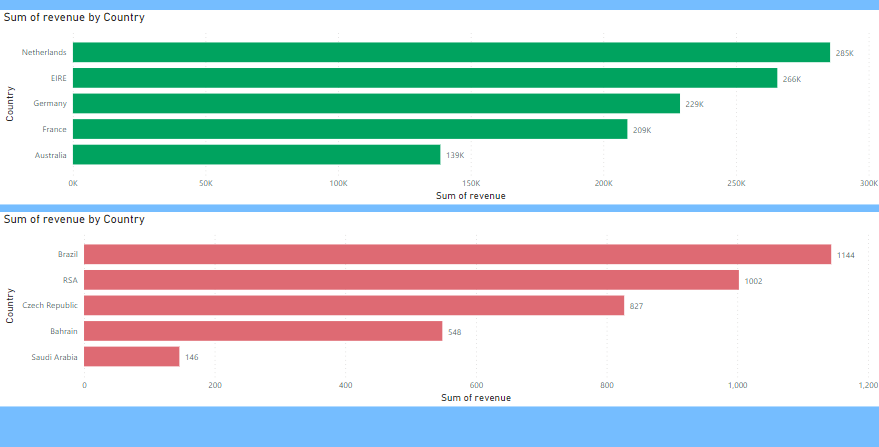 Sum of revenue by Country
Country
Netherlands 285K
EIRE 266K
Germany 229K
France 209K
Australia 139K
0K 50K 100K 150K 200K 250K 300K
Sum of revenue
Sum of revenue by Country
Country
Brazil 1144
RSA 1002
Czech Republic 827
Bahrain 548
Saudi Arabia 146
0 200 400 600 800 1,000 1,200
Sum of revenue